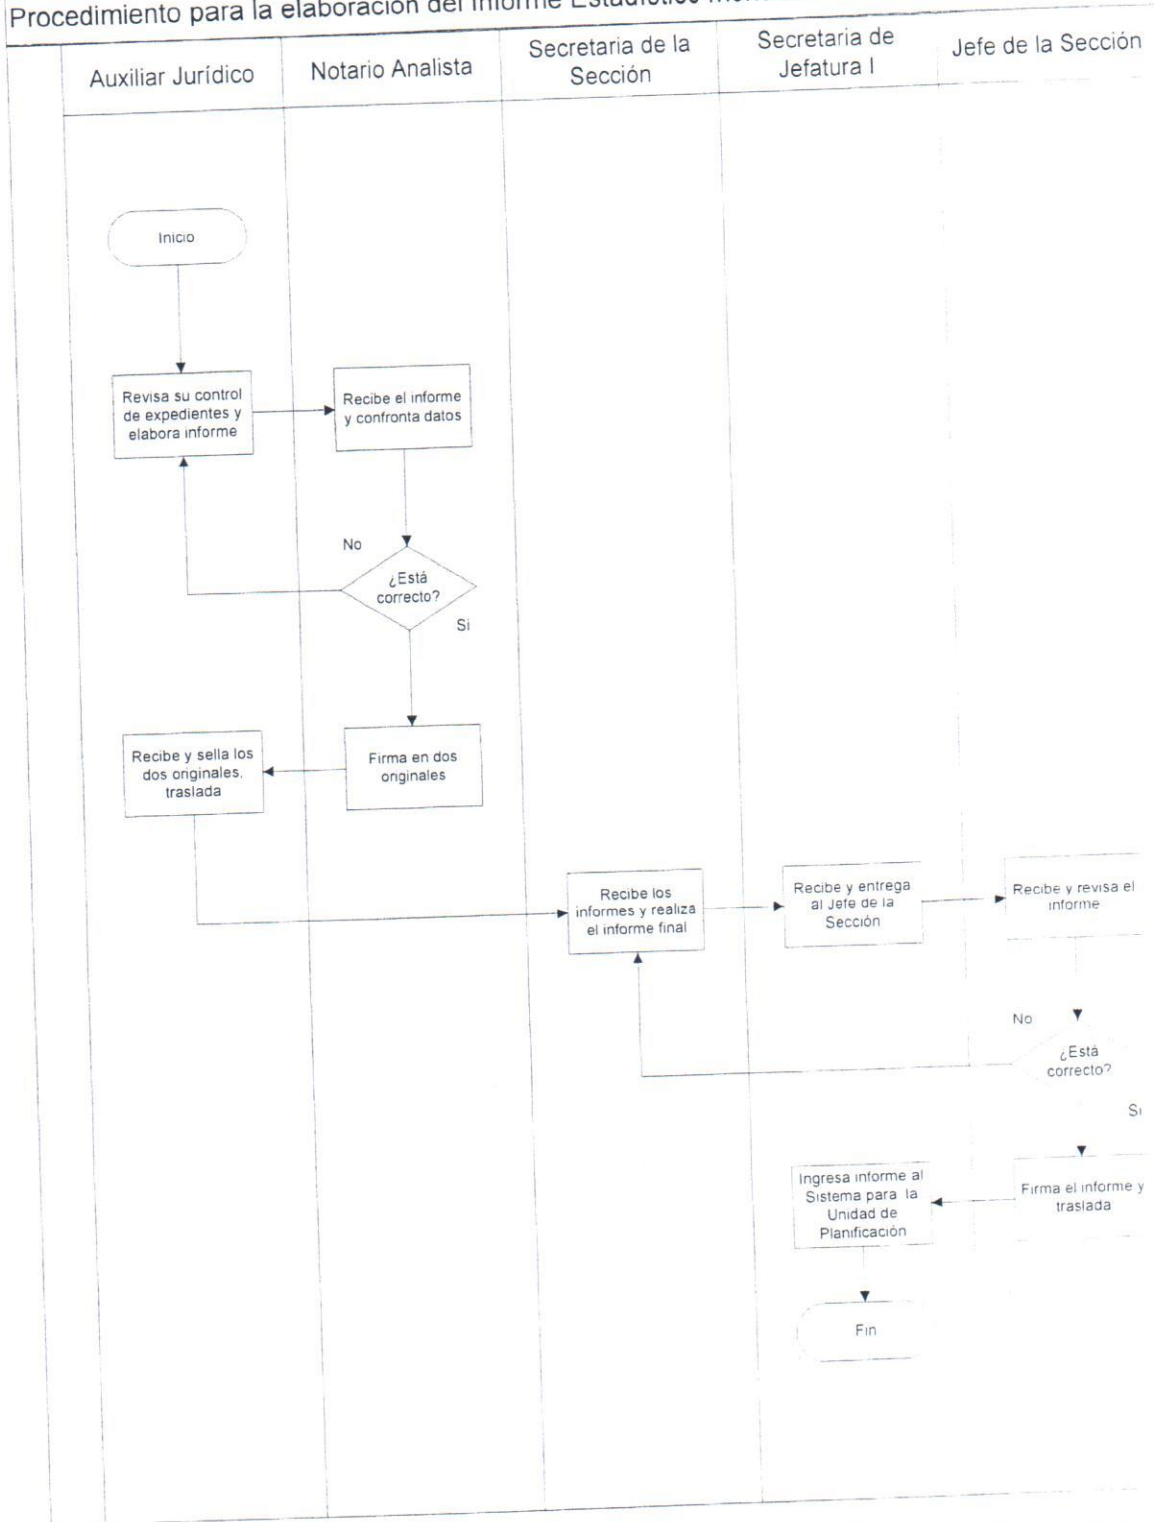 Procedimiento para la elaboración del Informe Estadístico
Auxiliar Jurídico
Notario Analista
Secretaria de la
Sección
Secretaria de
Jefatura I
Jefe de la Sección
Inicio
Revisa su control
de expedientes y
elabora informe
Recibe el informe
y confronta datos
No
¿Está
correcto?
Si
Recibe y sella los
dos originales,
traslada
Firma en dos
originales
Recibe los
informes y realiza
el informe final
Recibe y entrega
al Jefe de la
Sección
Recibe y revisa el
informe
No
¿Está
correcto?
Si
Ingresa informe al
Sistema para la
Unidad de
Planificación
Firma el informe y
traslada
Fin